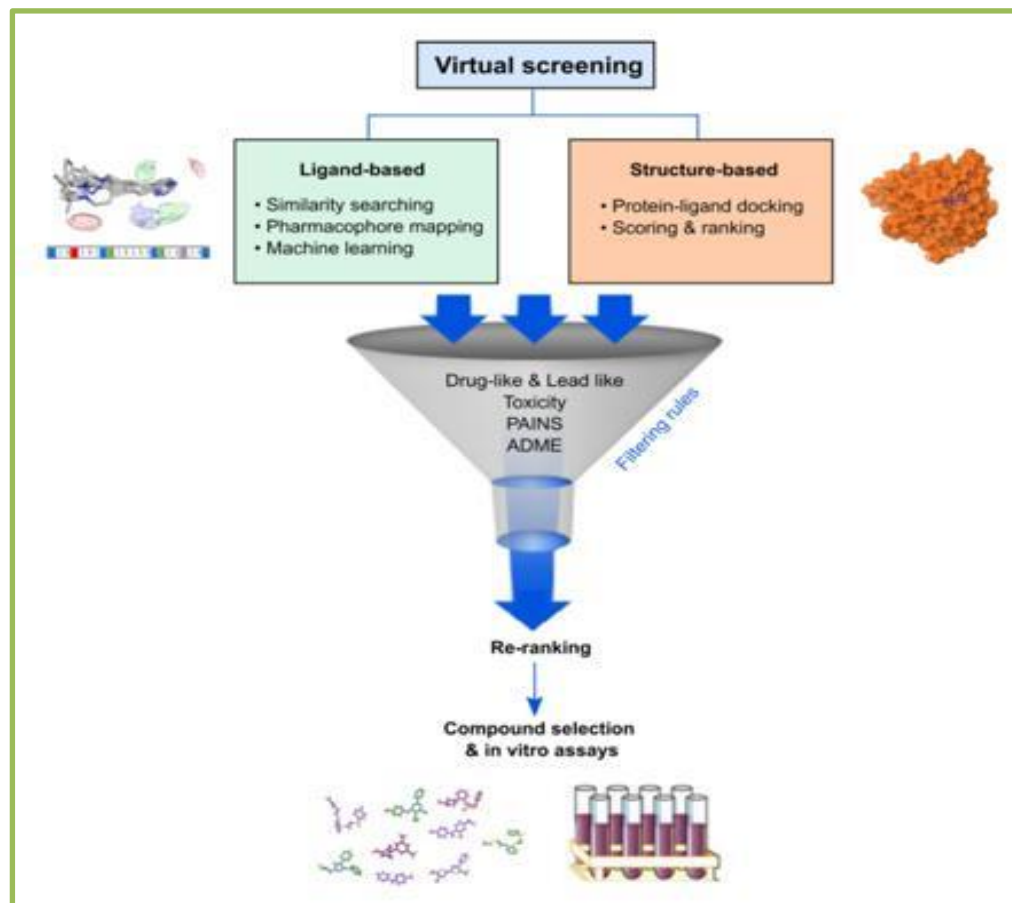 Virtual screening
Ligand-based
• Similarity searching
• Pharmacophore mapping
• Machine learning
Structure-based
• Protein-ligand docking
• Scoring & ranking
Drug-like & Lead like
Toxicity
PAINS
ADME
Filtering rules
Re-ranking
Compound selection
& in vitro assays